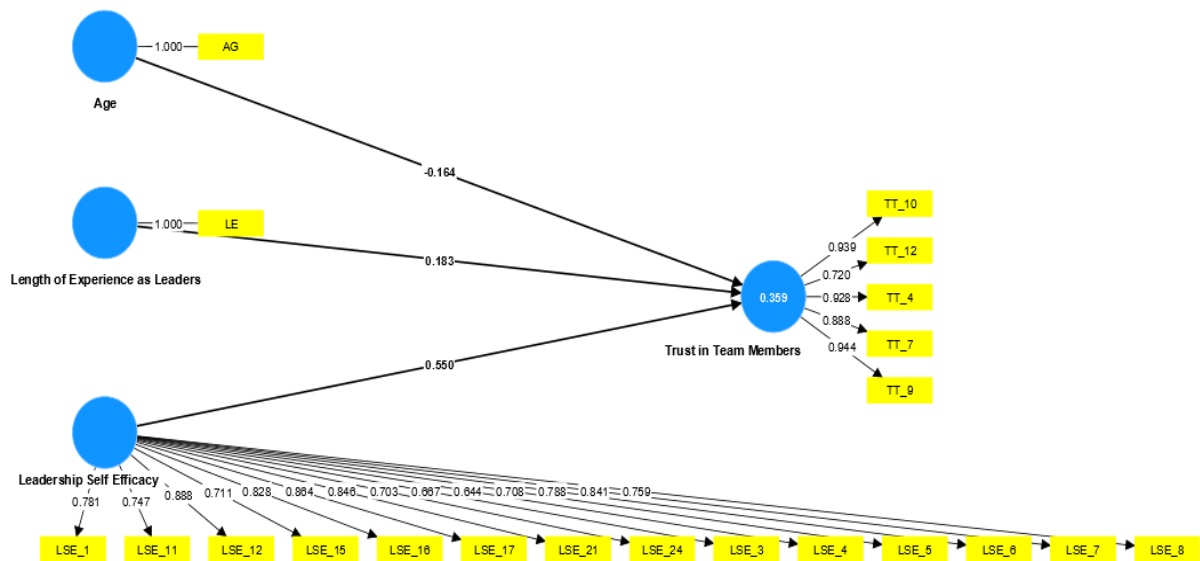 1.000
AG
Age
-0.164
1.000
LE
Length of Experience as Leaders
0.183
TT_10
0.939
TT_12
0.720
0.359
0.928
TT_4
0.888
TT_7
Trust in Team Members
0.944
TT_9
0.550
Leadership Self Efficacy
0.781 0.747 0.888 0.711 0.828 0.864 0.846 0.703 0.667 0.644 0.708 0.788 0.841 0.759
LSE_1 LSE_11 LSE_12 LSE_15 LSE_16 LSE_17 LSE_21 LSE_24 LSE_3 LSE_4 LSE_5 LSE_6 LSE_7 LSE_8